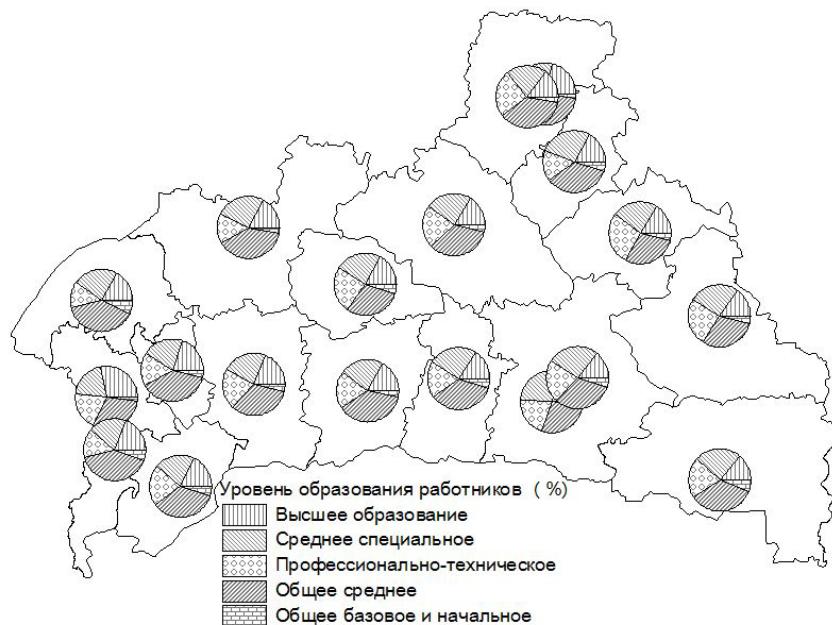 Уровень образования работников ( %)
Высшее образование
Среднее специальное
Профессионально-техническое
Общее среднее
Общее базовое и начальное